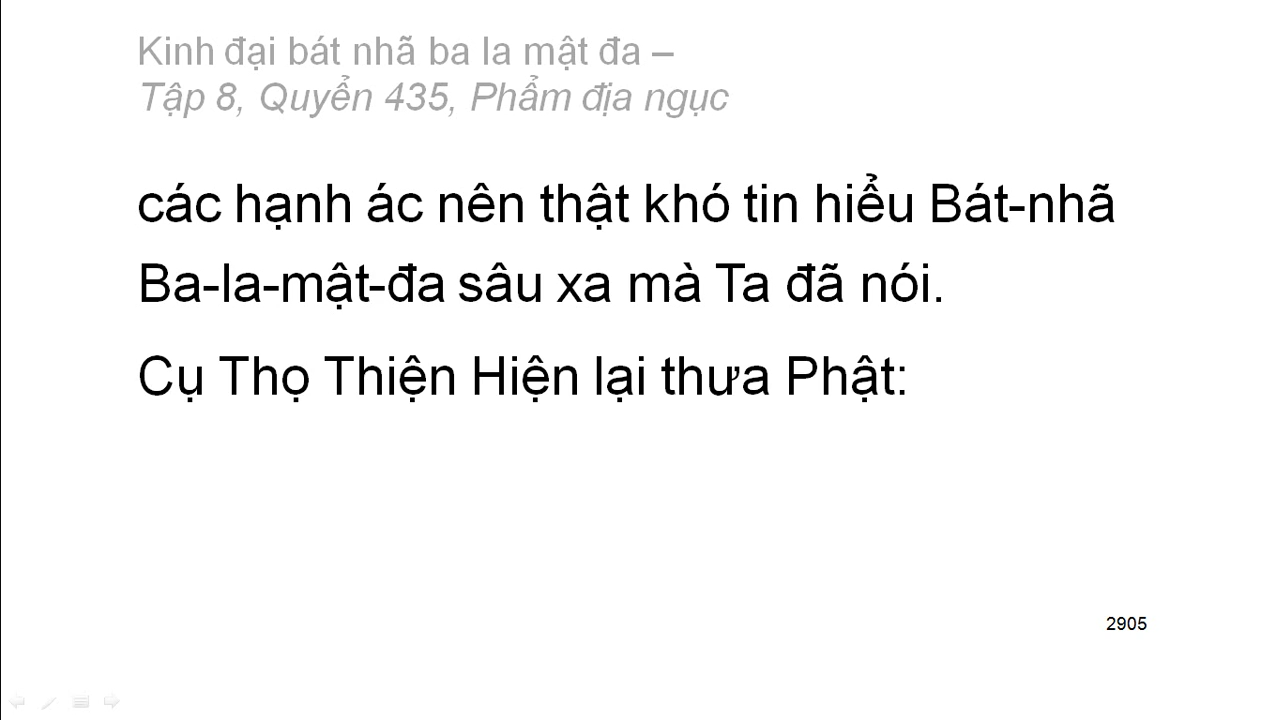 Kinh đại bát nhã ba la mật đa –
Tập 8, Quyển 435, Phẩm địa ngục
các hạnh ác nên thật khó tin hiểu Bát-nhã
Ba-la-mật-đa sâu xa mà Ta đã nói.
Cụ Thọ Thiện Hiện lại thưa Phật:
2905